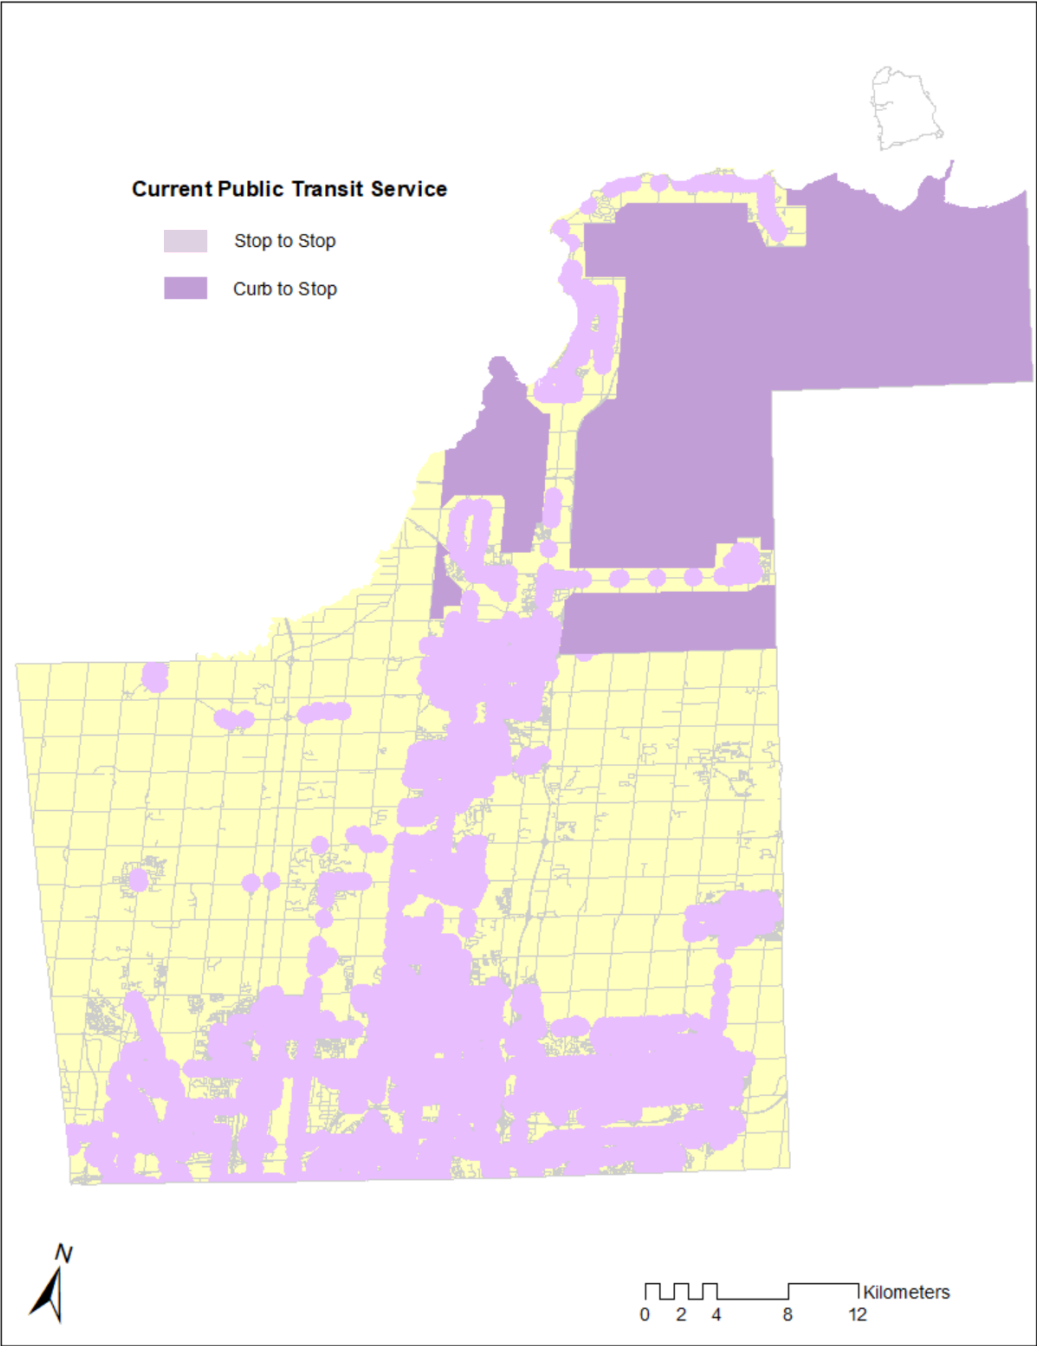 Current Public Transit Service
Stop to Stop
Curb to Stop
N
Kilometers
0 2 4 8 12